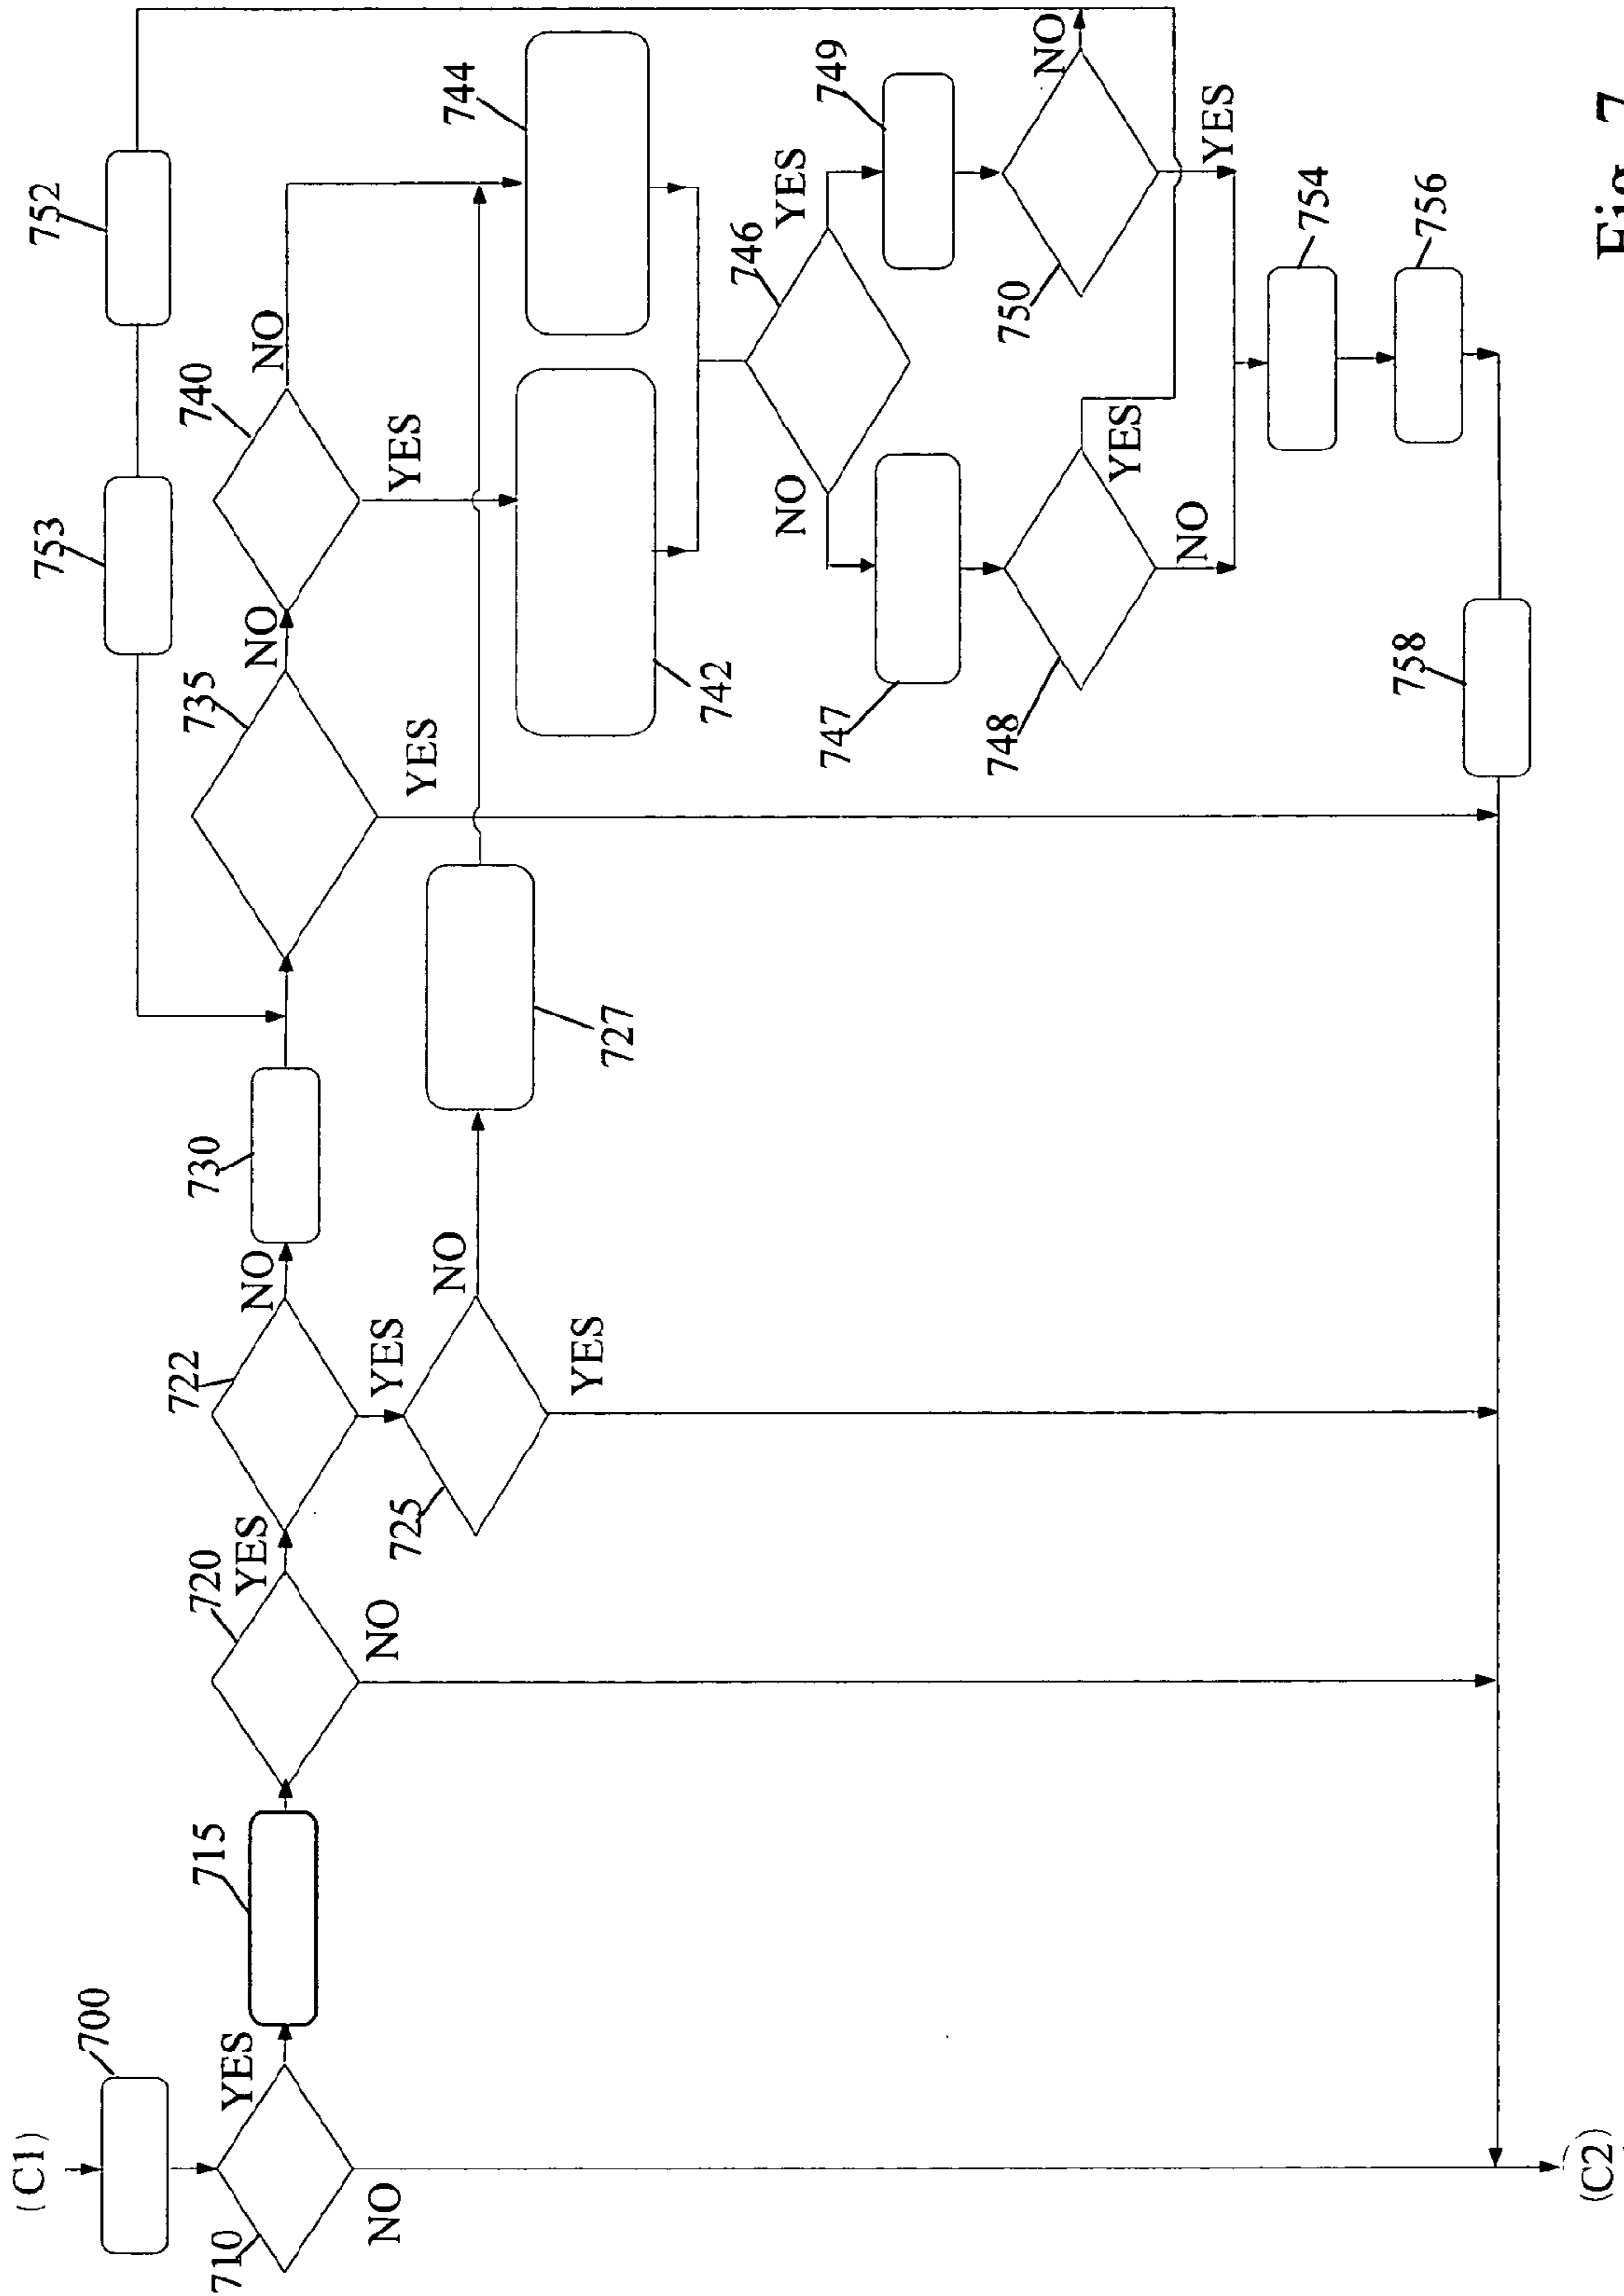 (C1)
700
710
YES
NO
715
720
YES
NO
722
NO
YES
725
NO
YES
730
727
753
752
735
NO
YES
740
NO
YES
742
744
746
NO
YES
747
749
748
YES
NO
750
NO
YES
754
756
758
(C2)
Fig. 7